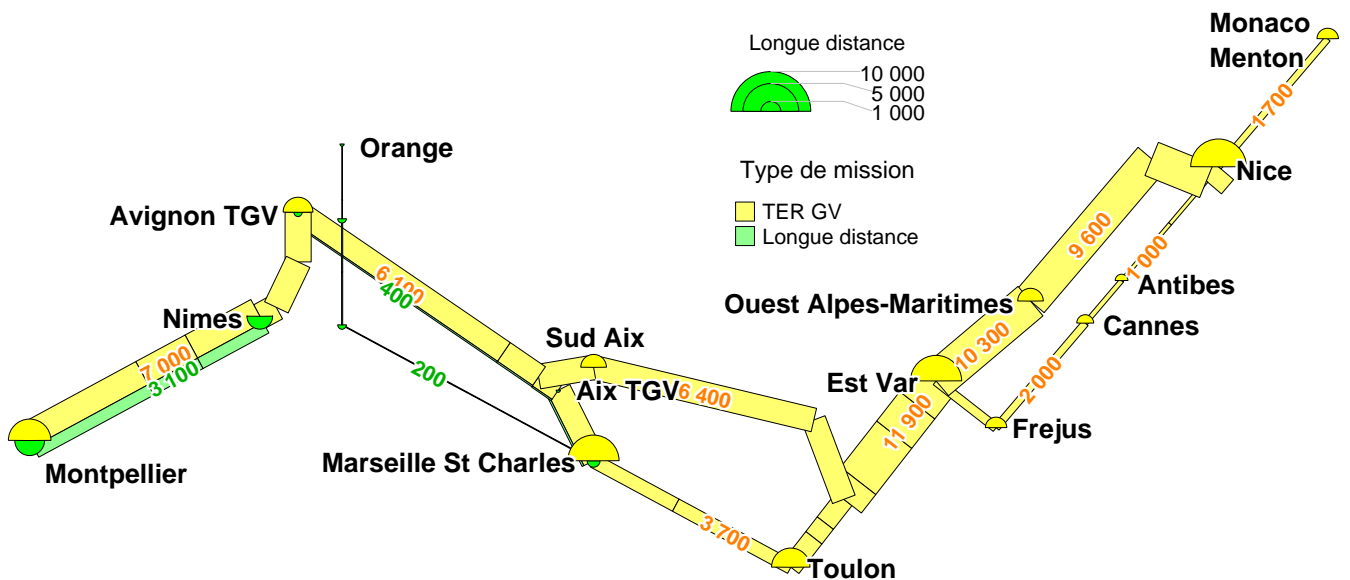 Monaco
Menton
Longue distance
10 000
5 000
1 000
1 700
Orange
Nice
Type de mission
TER GV
Longue distance
Avignon TGV
9 600
6 100
400
1 000
Antibes
Ouest Alpes-Maritimes
Nimes
Cannes
Sud Aix
10 300
7 000
3 100
200
Aix TGV
6 400
Est Var
2 000
11 900
Frejus
Marseille St Charles
Montpellier
3 700
Toulon